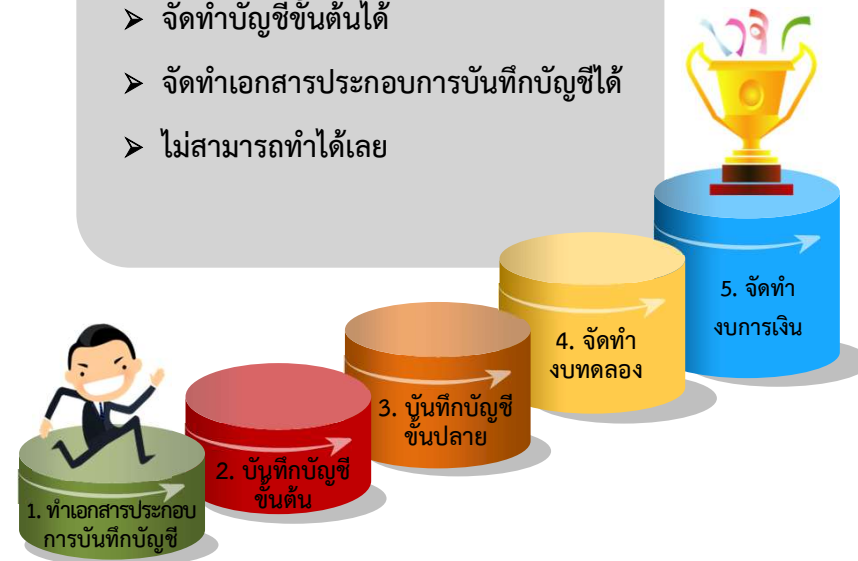 ➢ จัดทำบัญชีขั้นต้นได้
➢ จัดทำเอกสารประกอบการบันทึกบัญชีได้
➢ ไม่สามารถทำได้เลย
5. จัดทำ
งบการเงิน
4. จัดทำ
งบทดลอง
3. บันทึกบัญชี
ขั้นปลาย
2. บันทึกบัญชี
ขั้นต้น
1. ทำเอกสารประกอบ
การบันทึกบัญชี